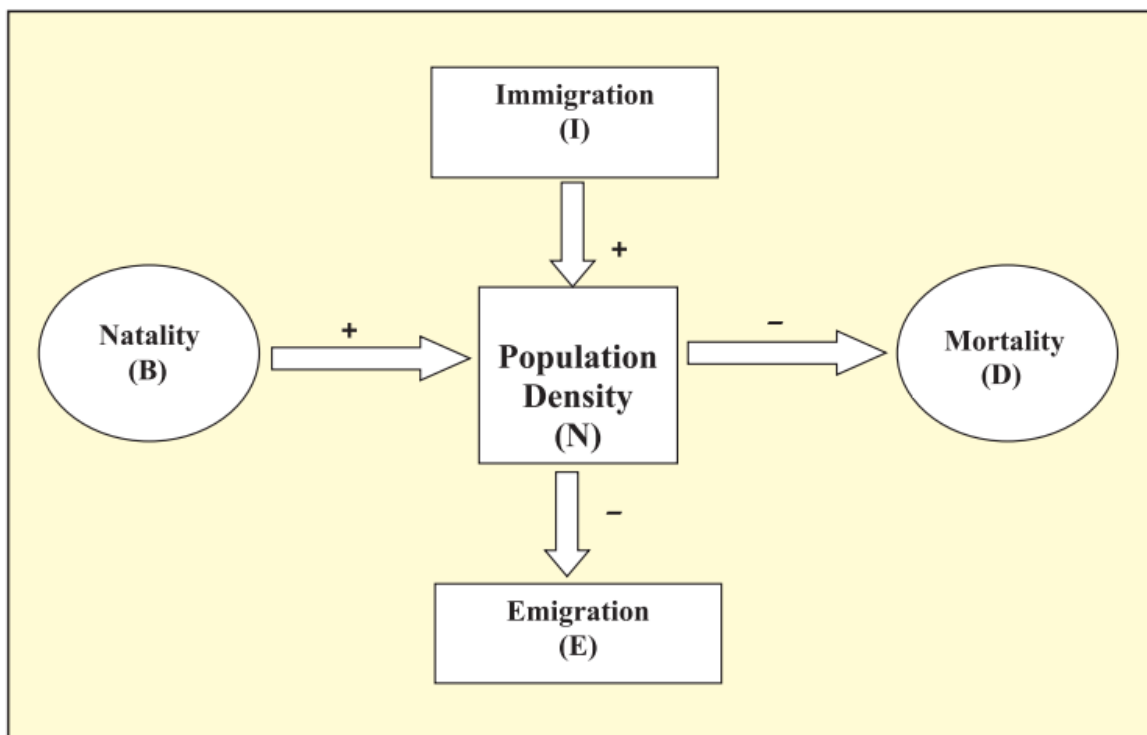 Immigration
(I)
+
Natality
(B)
+
Population
Density
(N)
–
Mortality
(D)
–
Emigration
(E)